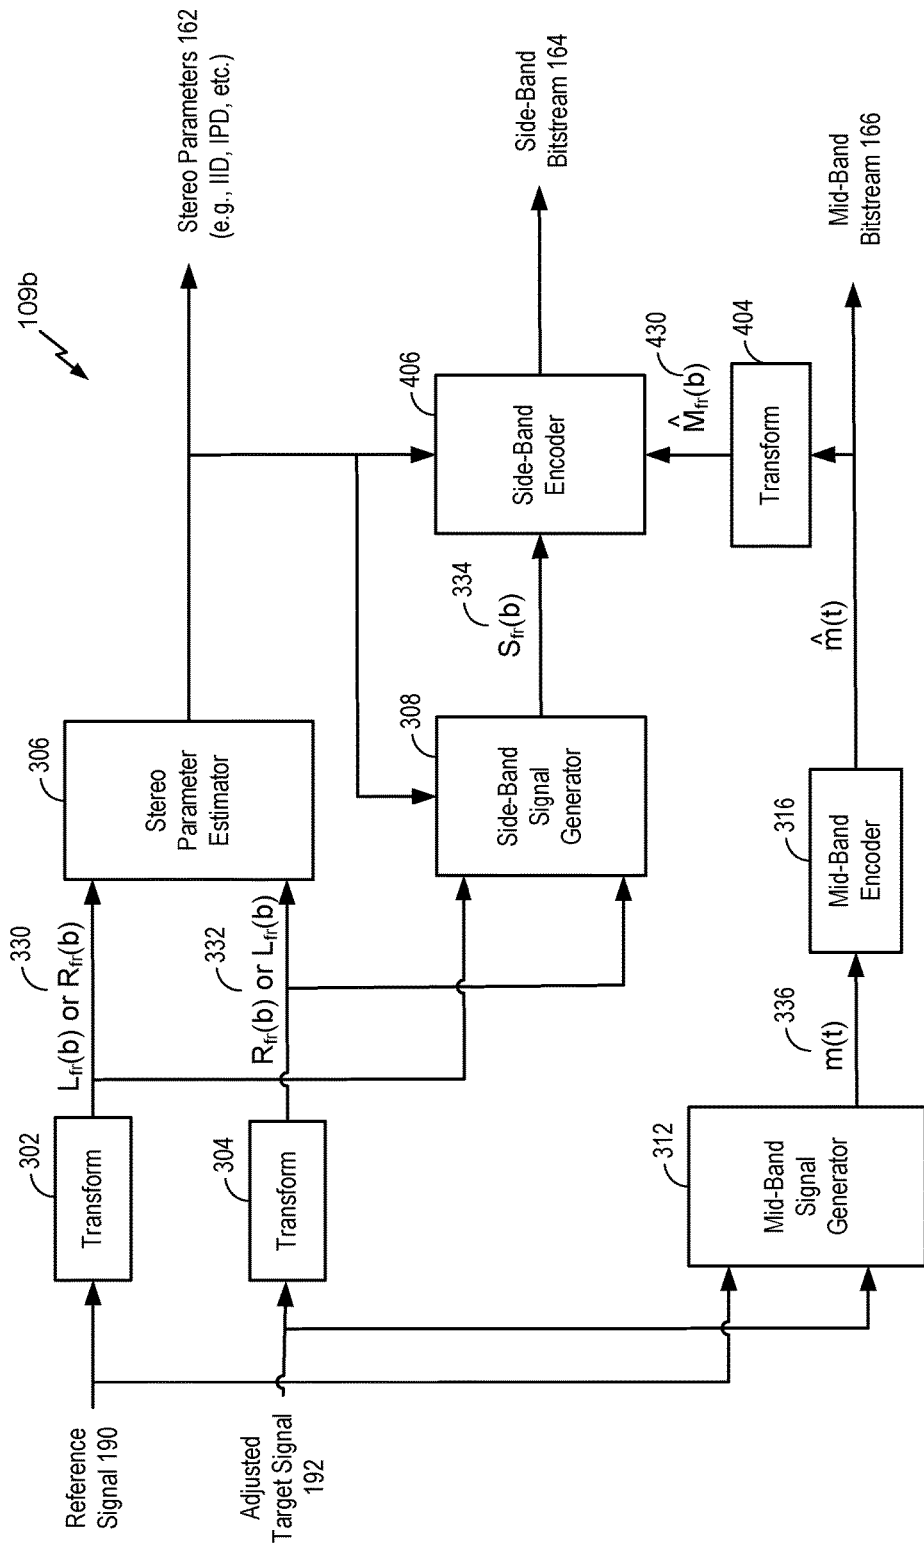 109b
Reference
Signal 190
302
Transform
330
Lfr(b) or Rfr(b)
306
Stereo
Parameter
Estimator
Stereo Parameters 162
(e.g., IID, IPD, etc.)
Adjusted
Target Signal
192
304
Transform
332
Rfr(b) or Lfr(b)
308
Side-Band
Signal
Generator
334
Sfr(b)
406
Side-Band
Encoder
Side-Band
Bitstream 164
430
M̂fr(b)
404
Transform
312
Mid-Band
Signal
Generator
336
m(t)
316
Mid-Band
Encoder
m̂(t)
Mid-Band
Bitstream 166